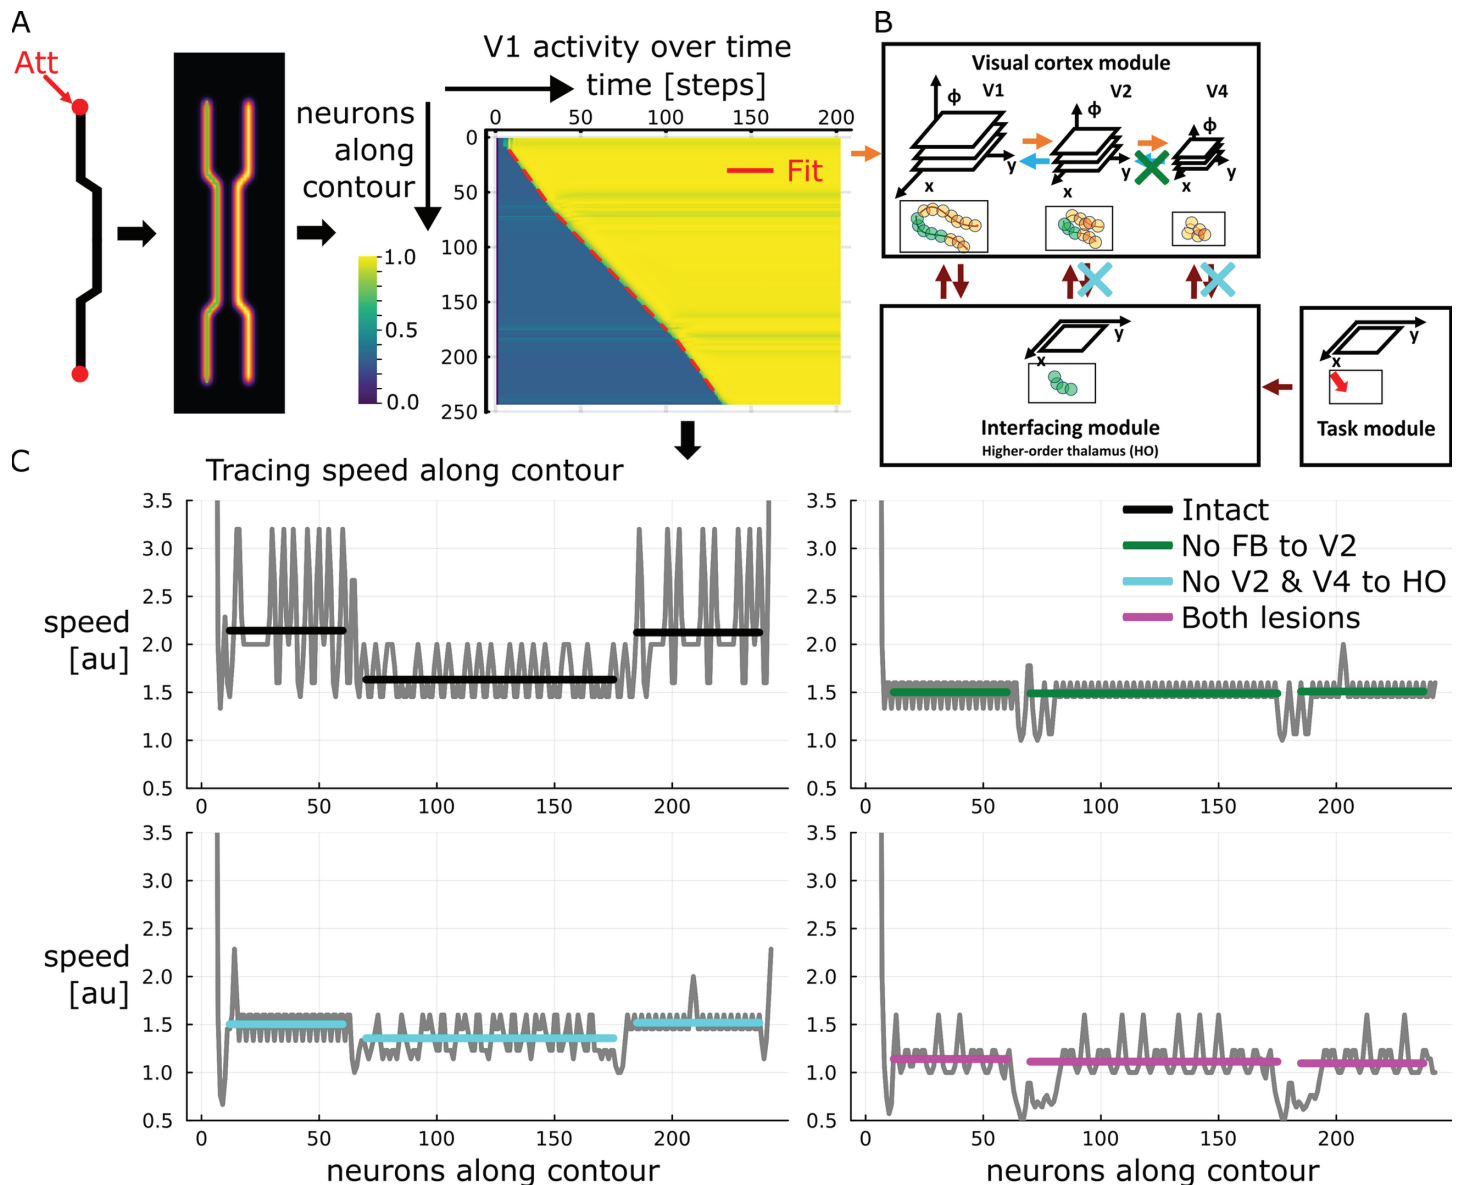 A
Att
neurons
along
contour
1.0
0.5
0.0
V1 activity over time
time [steps]
0 50 100 150 200
0
50
100
150
200
250
Fit
B
Visual cortex module
V1 V2 V4
ϕ ϕ ϕ
y y y
x x x
y
x
Interfacing module
Higher-order thalamus (HO)
y
x
Task module
C
Tracing speed along contour
speed
[au]
3.5
3.0
2.5
2.0
1.5
1.0
0.5
0 50 100 150 200
3.5
3.0
2.5
2.0
1.5
1.0
0.5
0 50 100 150 200
Intact
No FB to V2
No V2 & V4 to HO
Both lesions
speed
[au]
3.5
3.0
2.5
2.0
1.5
1.0
0.5
0 50 100 150 200
neurons along contour
3.5
3.0
2.5
2.0
1.5
1.0
0.5
0 50 100 150 200
neurons along contour